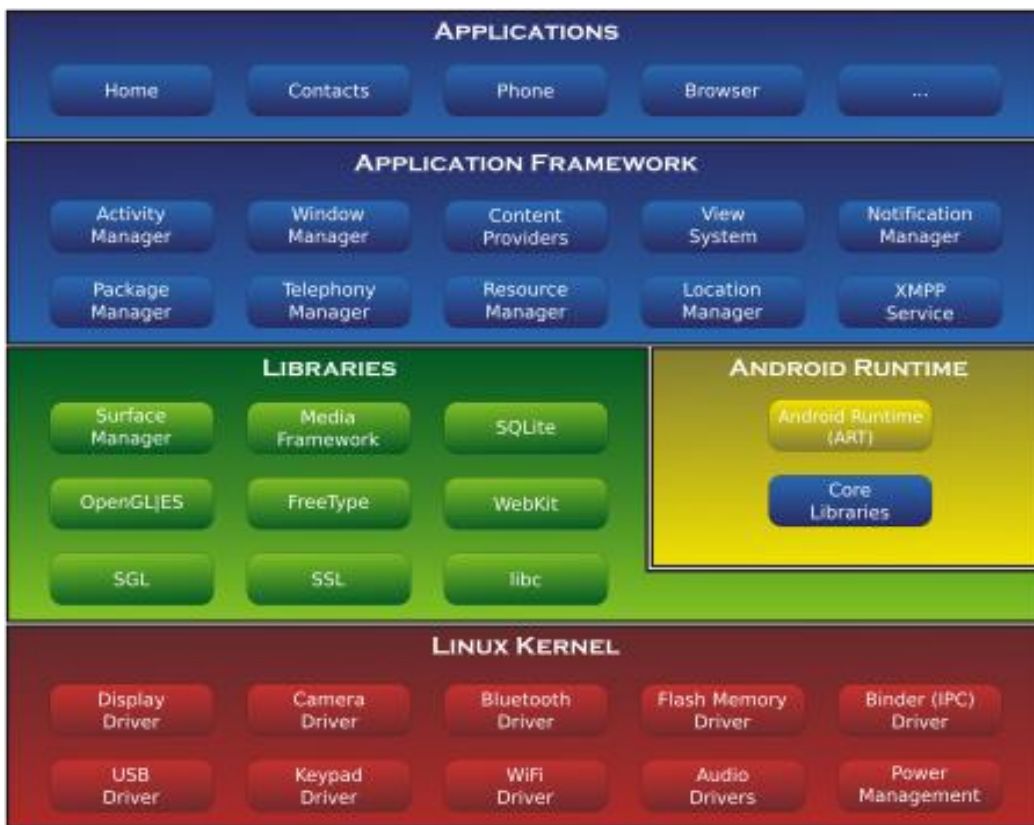 APPLICATIONS
Home
Contacts
Phone
Browser
...
APPLICATION FRAMEWORK
Activity
Manager
Window
Manager
Content
Providers
View
System
Notification
Manager
Package
Manager
Telephony
Manager
Resource
Manager
Location
Manager
XMPP
Service
LIBRARIES
Surface
Manager
Media
Framework
SQLite
OpenGL|ES
FreeType
WebKit
SGL
SSL
libc
ANDROID RUNTIME
Android Runtime
(ART)
Core
Libraries
LINUX KERNEL
Display
Driver
Camera
Driver
Bluetooth
Driver
Flash Memory
Driver
Binder (IPC)
Driver
USB
Driver
Keypad
Driver
WiFi
Driver
Audio
Drivers
Power
Management